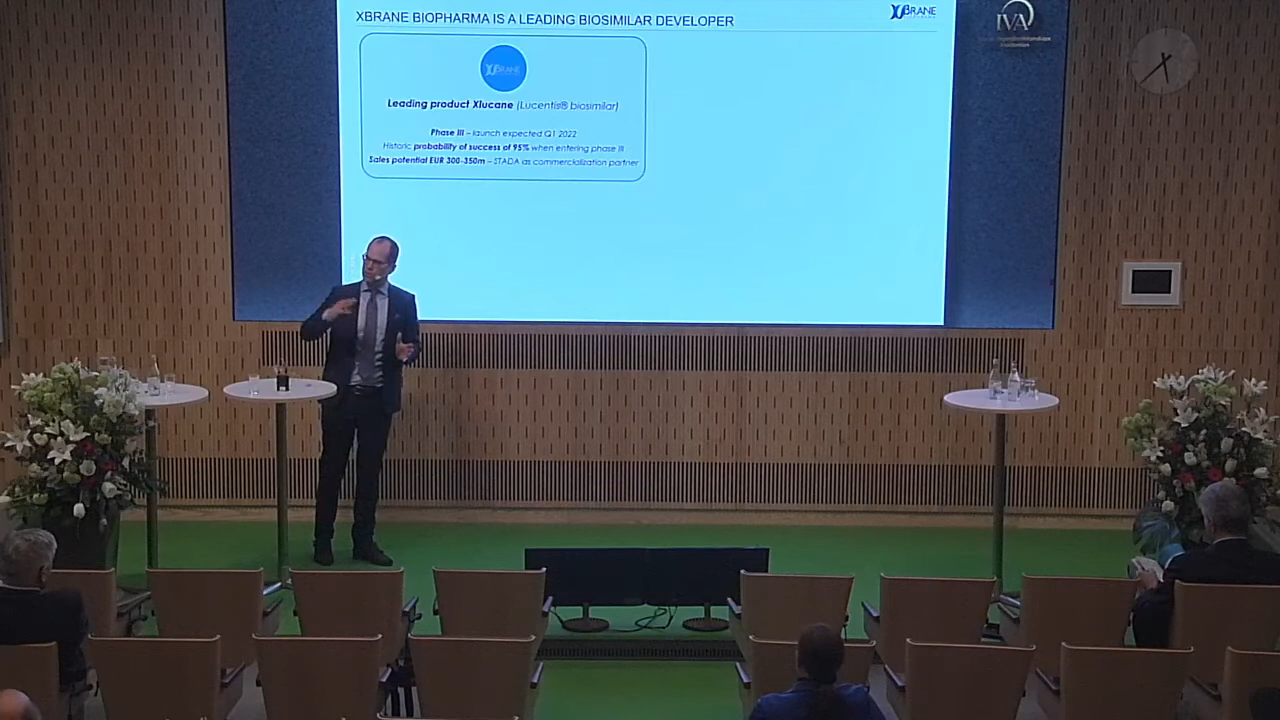 XBRANE BIOPHARMA IS A LEADING BIOSIMILAR DEVELOPER
XBRANE
IVA
XBRANE
Leading product Xlucane (Lucentis® biosimilar)
Phase III – launch expected Q1 2022
Historic probability of success of 95% when entering phase III
Sales potential EUR 300-350m – STADA as commercialization partner